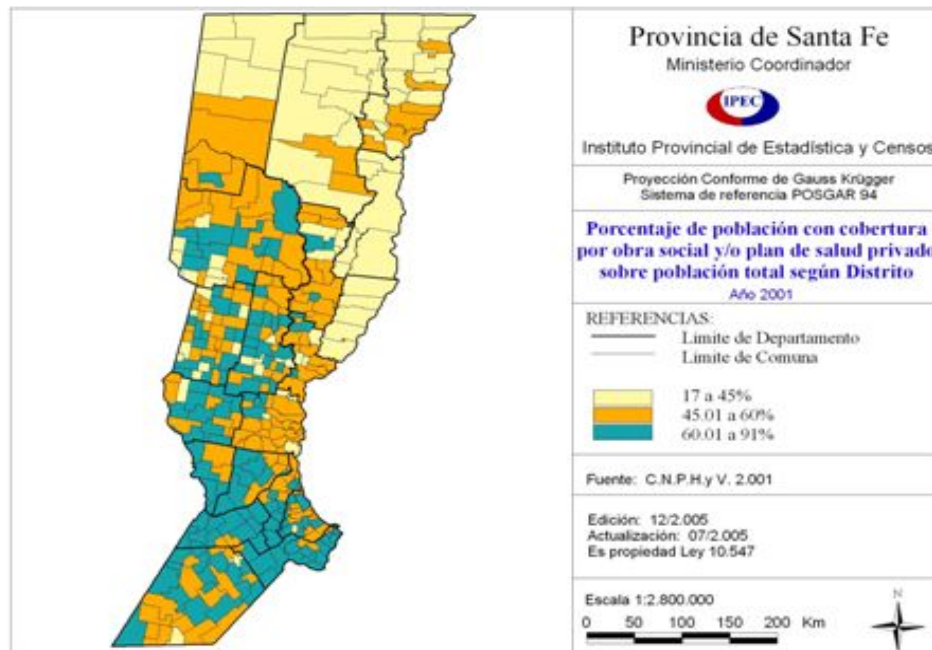 Provincia de Santa Fe
Ministerio Coordinador
IPEC
Instituto Provincial de Estadística y Censos
Proyección Conforme de Gauss Krügger
Sistema de referencia POSGAR 94
Porcentaje de población con cobertura
por obra social y/o plan de salud privado
sobre población total según Distrito
Año 2001
REFERENCIAS:
Limite de Departamento
Limite de Comuna
17 a 45%
45.01 a 60%
60.01 a 91%
Fuente: C.N.P.H.y V. 2.001
Edición: 12/2.005
Actualización: 07/2.005
Es propiedad Ley 10.547
Escala 1:2.800.000
0 50 100 150 200 Km
N